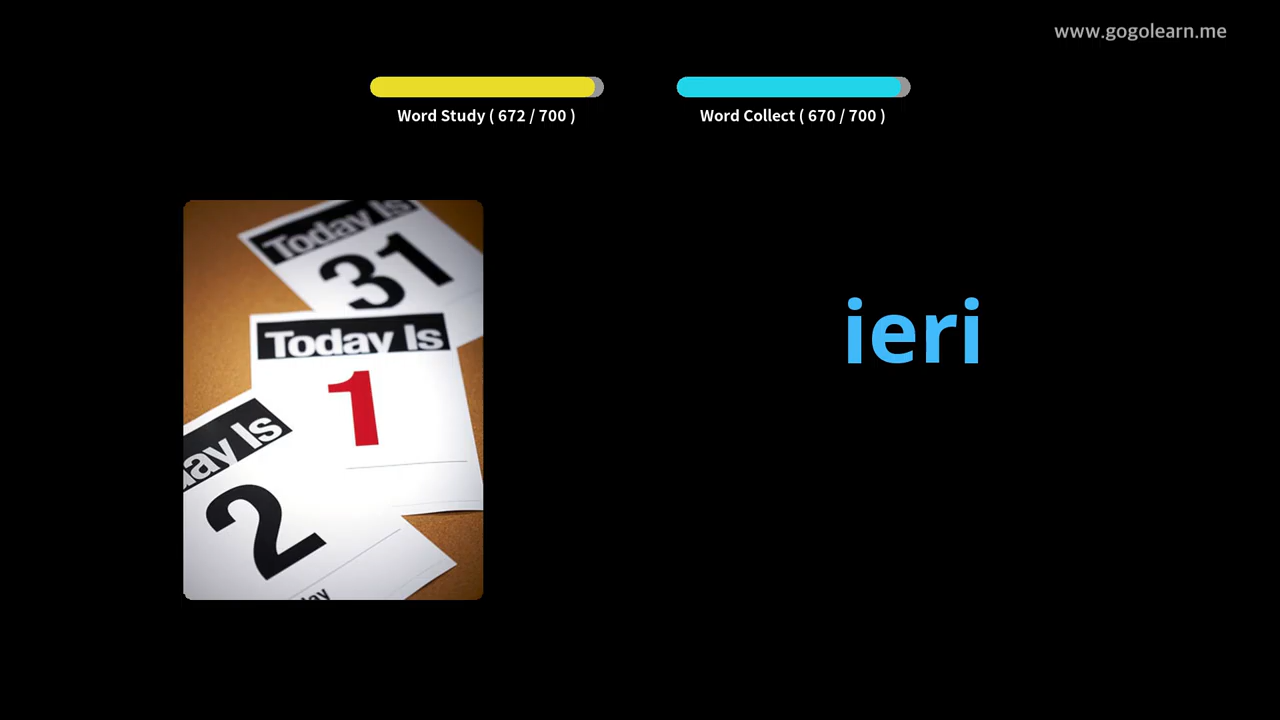 www.gogolearn.me
Word Study ( 672 / 700 )
Word Collect ( 670 / 700 )
Today Is
31
Today Is
1
ay Is
2
ay
ieri